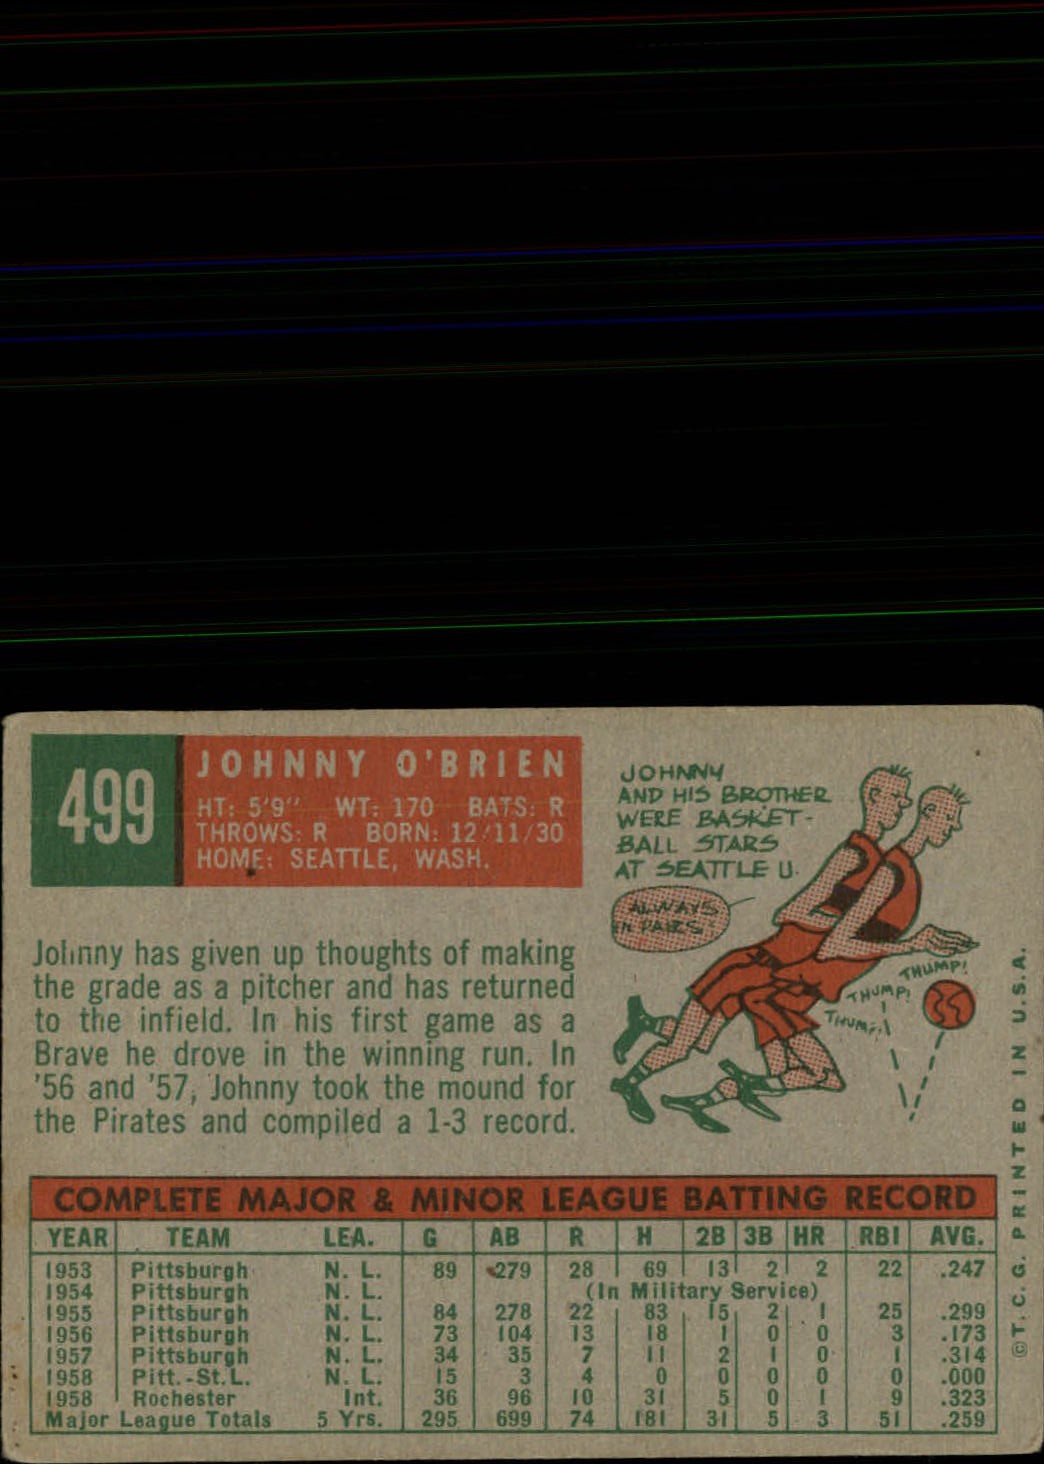 499
JOHNNY O'BRIEN
HT: 5'9" WT: 170 BATS: R
THROWS: R BORN: 12/11/30
HOME: SEATTLE, WASH.
JOHNNY
AND HIS BROTHER
WERE BASKET-
BALL STARS
AT SEATTLE U.
ALWAYS
IN PAIRS
THUMP!
THUMP!
THUMP!
Johnny has given up thoughts of making
the grade as a pitcher and has returned
to the infield. In his first game as a
Brave he drove in the winning run. In
'56 and '57, Johnny took the mound for
the Pirates and compiled a 1-3 record.
COMPLETE MAJOR & MINOR LEAGUE BATTING RECORD
YEAR TEAM LEA. G AB R H 2B 3B HR RBI AVG.
1953 Pittsburgh N. L. 89 279 28 69 13 2 2 22 .247
1954 Pittsburgh N. L. (In Military Service)
1955 Pittsburgh N. L. 84 278 22 83 15 2 1 25 .299
1956 Pittsburgh N. L. 73 104 13 18 1 0 0 3 .173
1957 Pittsburgh N. L. 34 35 7 11 2 1 0 1 .314
1958 Pitt.-St.L. N. L. 15 3 4 0 0 0 0 0 .000
1958 Rochester Int. 36 96 10 31 5 0 1 9 .323
Major League Totals 5 Yrs. 295 699 74 181 31 5 3 51 .259
©T.C.G. PRINTED IN U.S.A.